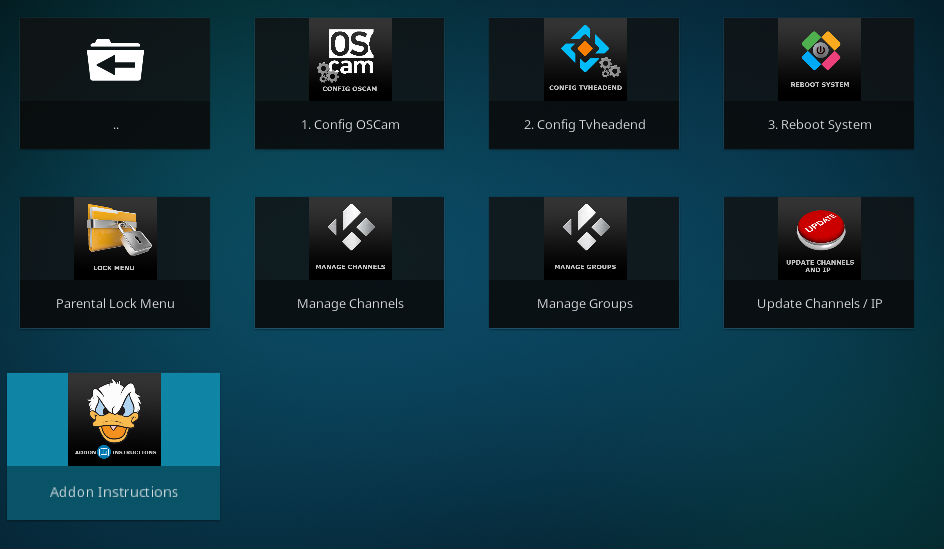 OS
cam
CONFIG OSCAM
CONFIG TVHEADEND
REBOOT SYSTEM
..
1. Config OSCam
2. Config Tvheadend
3. Reboot System
LOCK MENU
MANAGE CHANNELS
MANAGE GROUPS
UPDATE
UPDATE CHANNELS
AND IP
Parental Lock Menu
Manage Channels
Manage Groups
Update Channels / IP
ADDON INSTRUCTIONS
Addon Instructions